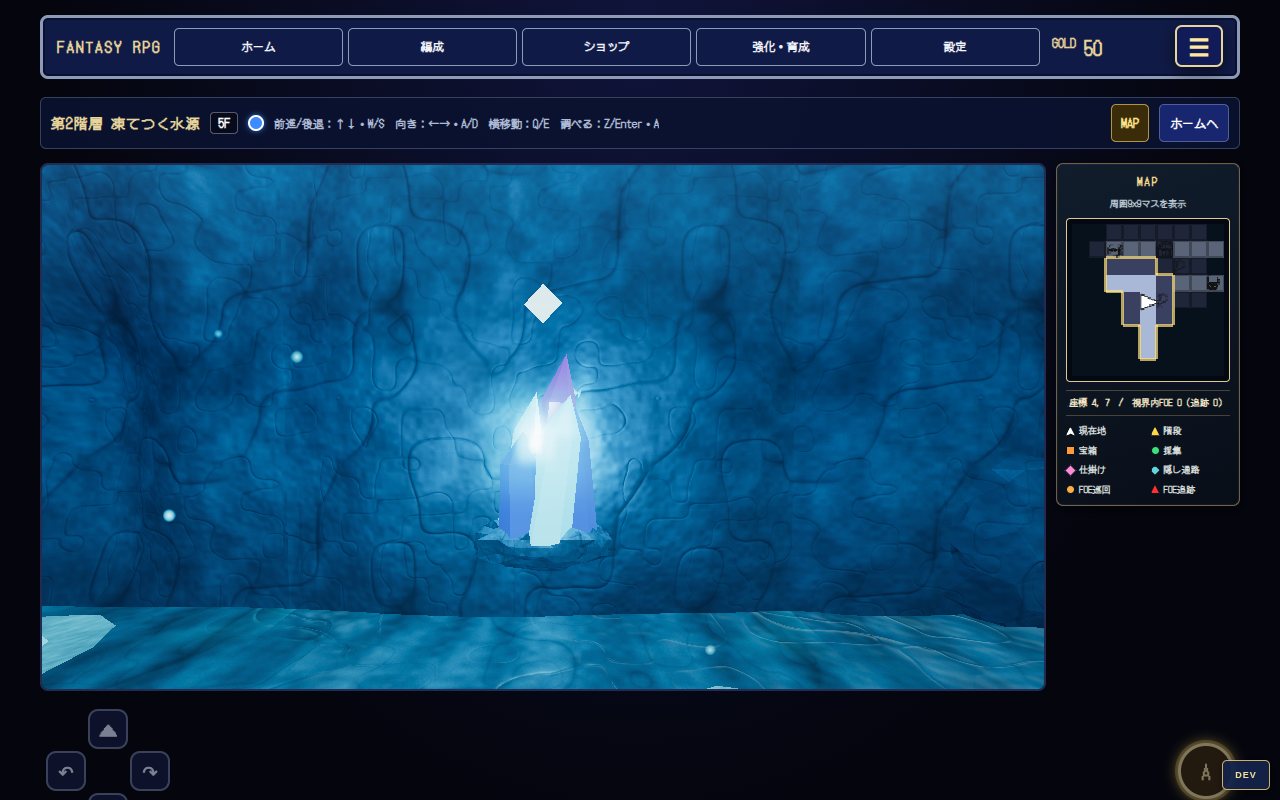 FANTASY RPG
ホーム
編成
ショップ
強化・育成
設定
GOLD 50
第2階層 凍てつく水源
5F
前進/後退：↑↓・W/S 向き：←→・A/D 横移動：Q/E 調べる：Z/Enter・A
MAP
ホームへ
MAP
周囲9x9マスを表示
座標 4, 7 / 視界内FOE 0（追跡 0）
現在地
階段
宝箱
採集
仕掛け
隠し通路
FOE巡回
FOE追跡
A
DEV